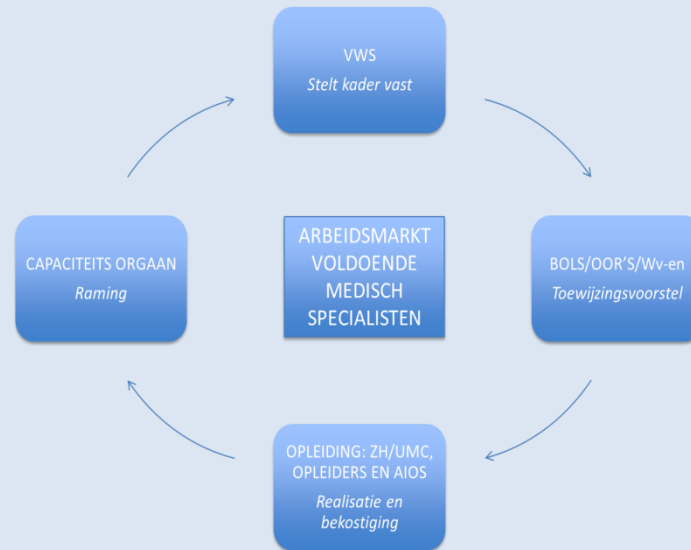 VWS
Stelt kader vast
CAPACITEITS ORGAAN
Raming
ARBEIDSMARKT
VOLDOENDE
MEDISCH
SPECIALISTEN
BOLS/OOR'S/Wv-en
Toewijzingsvoorstel
OPLEIDING: ZH/UMC,
OPLEIDERS EN AIOS
Realisatie en
bekostiging